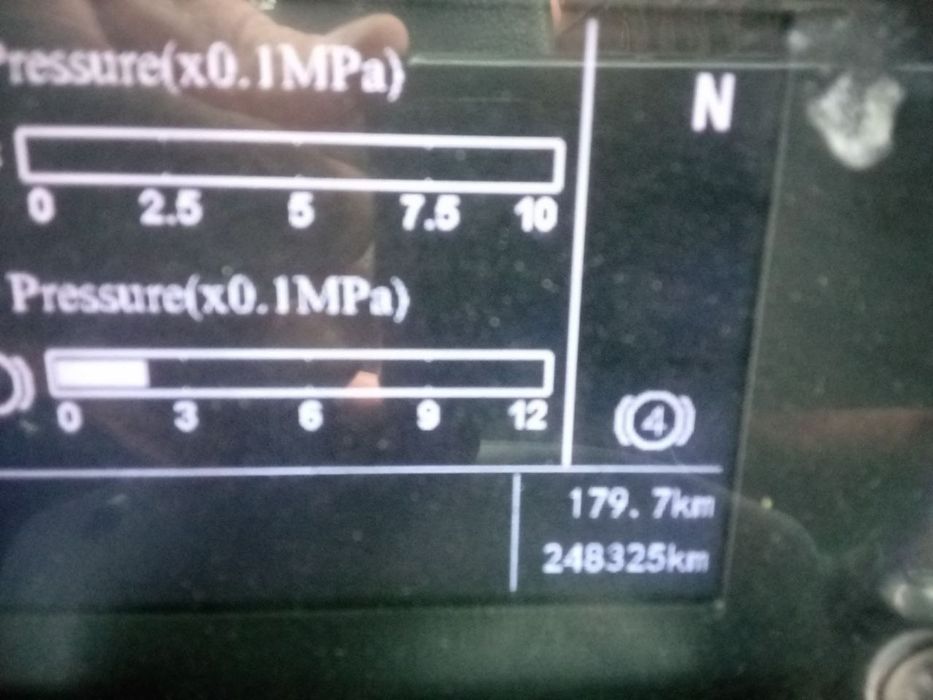 Pressure(x0.1MPa)
N
0 2.5 5 7.5 10
Pressure(x0.1MPa)
0 3 6 9 12
(4)
179.7km
248325km